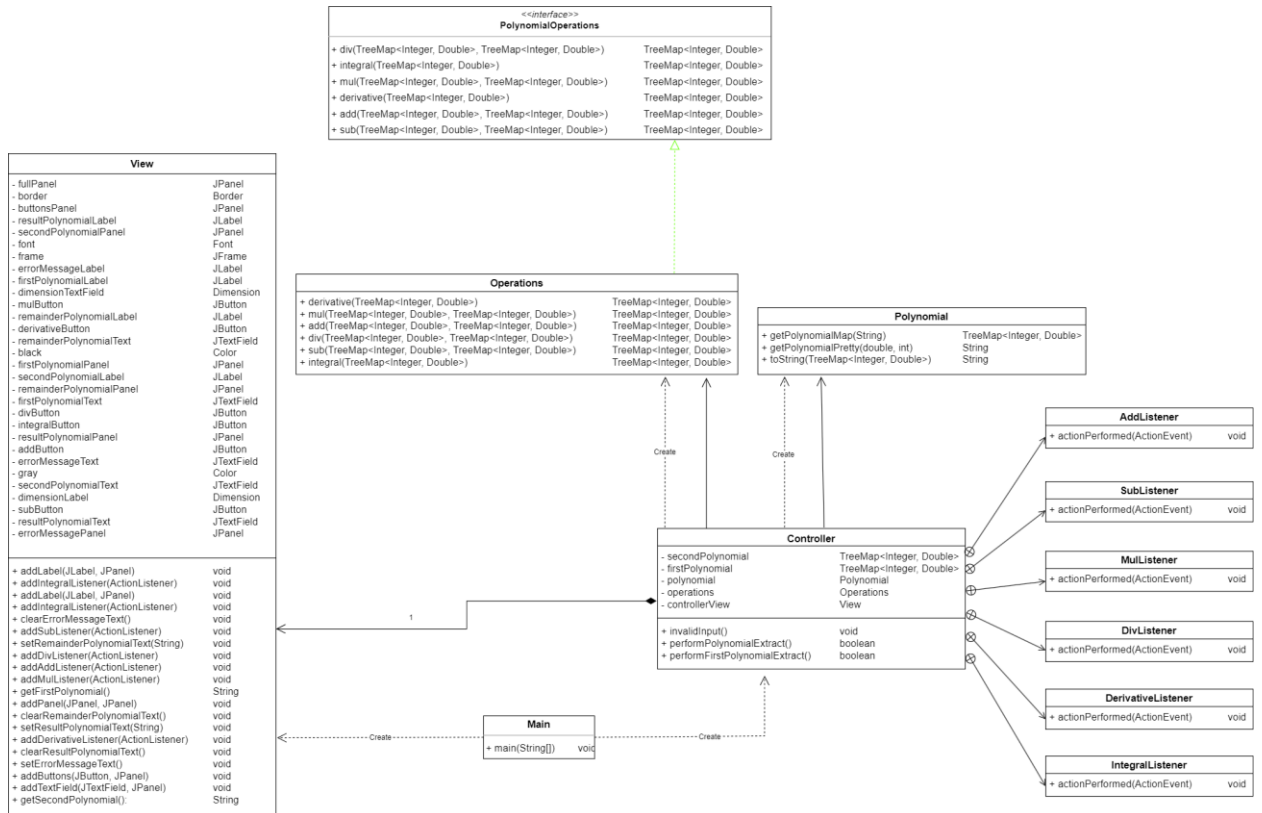 <<interface>>
PolynomialOperations
+ div(TreeMap<Integer, Double>, TreeMap<Integer, Double>) TreeMap<Integer, Double>
+ integral(TreeMap<Integer, Double>) TreeMap<Integer, Double>
+ mul(TreeMap<Integer, Double>, TreeMap<Integer, Double>) TreeMap<Integer, Double>
+ derivative(TreeMap<Integer, Double>) TreeMap<Integer, Double>
+ add(TreeMap<Integer, Double>, TreeMap<Integer, Double>) TreeMap<Integer, Double>
+ sub(TreeMap<Integer, Double>, TreeMap<Integer, Double>) TreeMap<Integer, Double>
View
- fullPanel JPanel
- border Border
- buttonsPanel JPanel
- resultPolynomialLabel JLabel
- secondPolynomialPanel JPanel
- font Font
- frame JFrame
- errorMessageLabel JLabel
- firstPolynomialLabel JLabel
- dimensionTextField Dimension
- mulButton JButton
- remainderPolynomialLabel JLabel
- derivativeButton JButton
- remainderPolynomialText JTextField
- black Color
- firstPolynomialPanel JPanel
- secondPolynomialLabel JLabel
- remainderPolynomialPanel JPanel
- firstPolynomialText JTextField
- divButton JButton
- integralButton JButton
- resultPolynomialPanel JPanel
- addButton JButton
- errorMessageText JTextField
- gray Color
- secondPolynomialText JTextField
- dimensionLabel Dimension
- subButton JButton
- resultPolynomialText JTextField
- errorMessagePanel JPanel
+ addLabel(JLabel, JPanel) void
+ addIntegralListener(ActionListener) void
+ addLabel(JLabel, JPanel) void
+ addIntegralListener(ActionListener) void
+ clearErrorMessageText() void
+ addSubListener(ActionListener) void
+ setRemainderPolynomialText(String) void
+ addDivListener(ActionListener) void
+ addAddListener(ActionListener) void
+ addMulListener(ActionListener) void
+ getFirstPolynomial() String
+ addPanel(JPanel, JPanel) void
+ clearRemainderPolynomialText() void
+ setResultPolynomialText(String) void
+ addDerivativeListener(ActionListener) void
+ clearResultPolynomialText() void
+ setErrorMessageText() void
+ addButtons(JButton, JPanel) void
+ addTextField(JTextField, JPanel) void
+ getSecondPolynomial(): String
Operations
+ derivative(TreeMap<Integer, Double>) TreeMap<Integer, Double>
+ mul(TreeMap<Integer, Double>, TreeMap<Integer, Double>) TreeMap<Integer, Double>
+ add(TreeMap<Integer, Double>, TreeMap<Integer, Double>) TreeMap<Integer, Double>
+ div(TreeMap<Integer, Double>, TreeMap<Integer, Double>) TreeMap<Integer, Double>
+ sub(TreeMap<Integer, Double>, TreeMap<Integer, Double>) TreeMap<Integer, Double>
+ integral(TreeMap<Integer, Double>) TreeMap<Integer, Double>
Polynomial
+ getPolynomialMap(String) TreeMap<Integer, Double>
+ getPolynomialPretty(double, int) String
+ toString(TreeMap<Integer, Double>) String
Create
Create
Controller
- secondPolynomial TreeMap<Integer, Double>
- firstPolynomial TreeMap<Integer, Double>
- polynomial Polynomial
- operations Operations
- controllerView View
+ invalidInput() void
+ performPolynomialExtract() boolean
+ performFirstPolynomialExtract() boolean
1
Main
+ main(String[]) void
Create
Create
AddListener
+ actionPerformed(ActionEvent) void
SubListener
+ actionPerformed(ActionEvent) void
MulListener
+ actionPerformed(ActionEvent) void
DivListener
+ actionPerformed(ActionEvent) void
DerivativeListener
+ actionPerformed(ActionEvent) void
IntegralListener
+ actionPerformed(ActionEvent) void